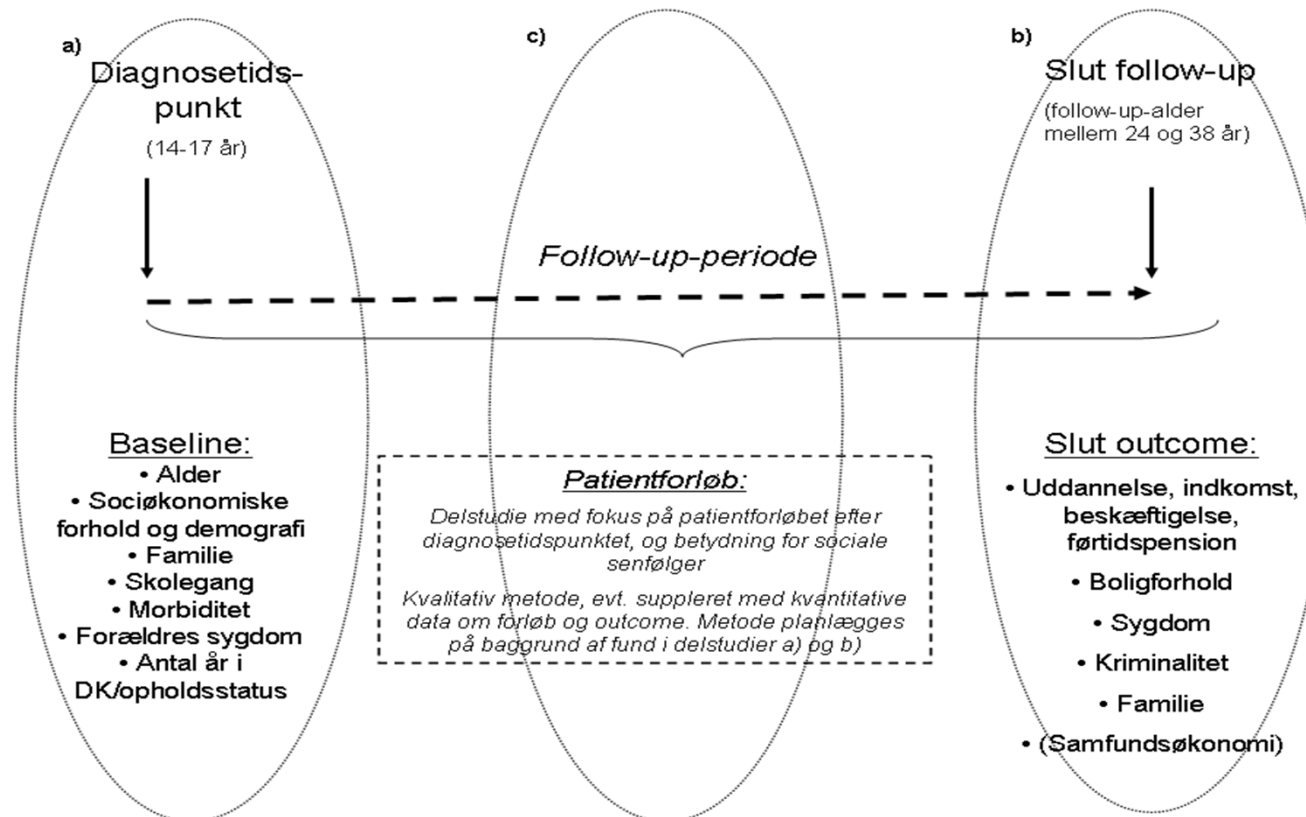 a)
Diagnosetids-
punkt
(14-17 år)
c)
b)
Slut follow-up
(follow-up-alder
mellem 24 og 38 år)
Follow-up-periode
Baseline:
• Alder
• Sociøkonomiske
forhold og demografi
• Familie
• Skolegang
• Morbiditet
• Forældres sygdom
• Antal år i
DK/opholdsstatus
Patientforløb:
Delstudie med fokus på patientforløbet efter
diagnosetidspunktet, og betydning for sociale
senfølger
Kvalitativ metode, evt. suppleret med kvantitative
data om forløb og outcome. Metode planlægges
på baggrund af fund i delstudier a) og b)
Slut outcome:
• Uddannelse, indkomst,
beskæftigelse,
førtidspension
• Boligforhold
• Sygdom
• Kriminalitet
• Familie
• (Samfundsøkonomi)